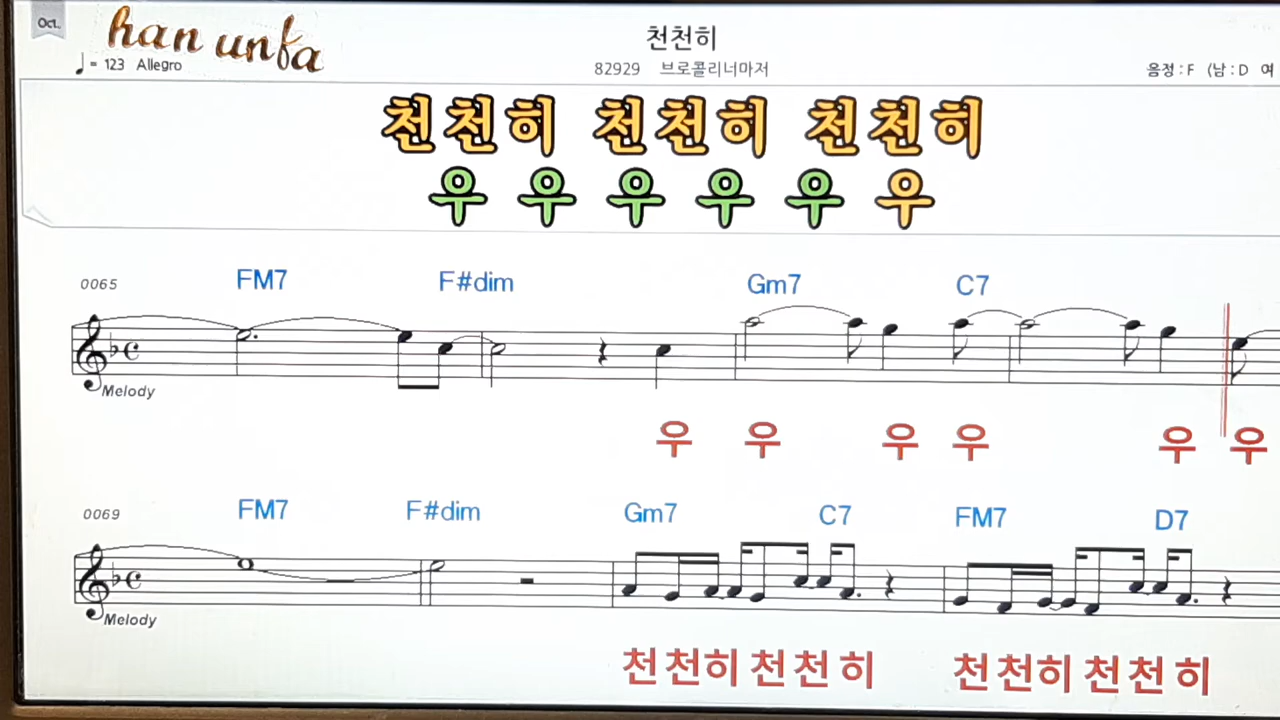 Oct.
han unfa
♩ = 123 Allegro
천천히
82929 브로콜리너마저
음정 : F (남 : D 여
천천히 천천히 천천히
우 우 우 우 우 우
0065 FM7 F#dim Gm7 C7
Melody
우 우 우 우 우 우
0069 FM7 F#dim Gm7 C7 FM7 D7
Melody
천천히 천천히 천천히 천천히